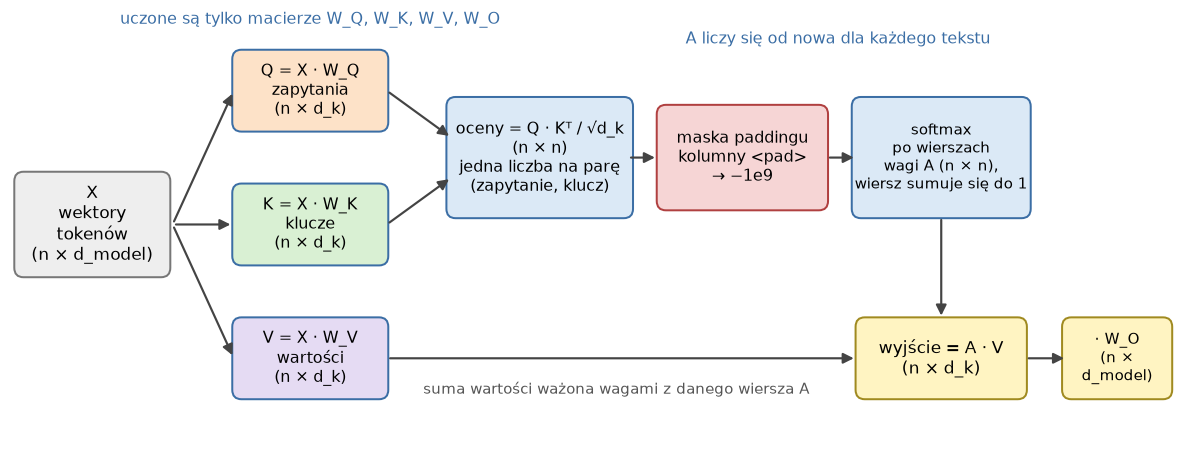 uczone są tylko macierze W_Q, W_K, W_V, W_O
A liczy się od nowa dla każdego tekstu
X
wektory
tokenów
(n × d_model)
Q = X · W_Q
zapytania
(n × d_k)
K = X · W_K
klucze
(n × d_k)
V = X · W_V
wartości
(n × d_k)
oceny = Q · Kᵀ / √d_k
(n × n)
jedna liczba na parę
(zapytanie, klucz)
maska paddingu
kolumny <pad>
→ −1e9
softmax
po wierszach
wagi A (n × n),
wiersz sumuje się do 1
wyjście = A · V
(n × d_k)
· W_O
(n ×
d_model)
suma wartości ważona wagami z danego wiersza A